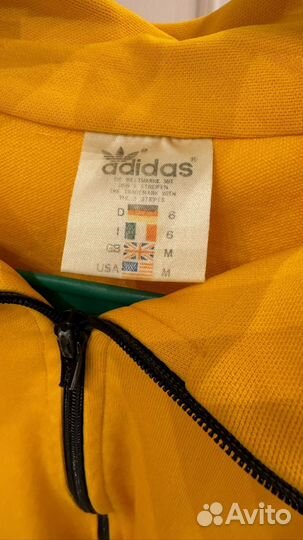 adidas
DIE WELTMARKE MIT
DEN 3 STREIFEN
THE TRADEMARK WITH
THE 3 STRIPES
D 6
I 6
GB M
USA M
Avito